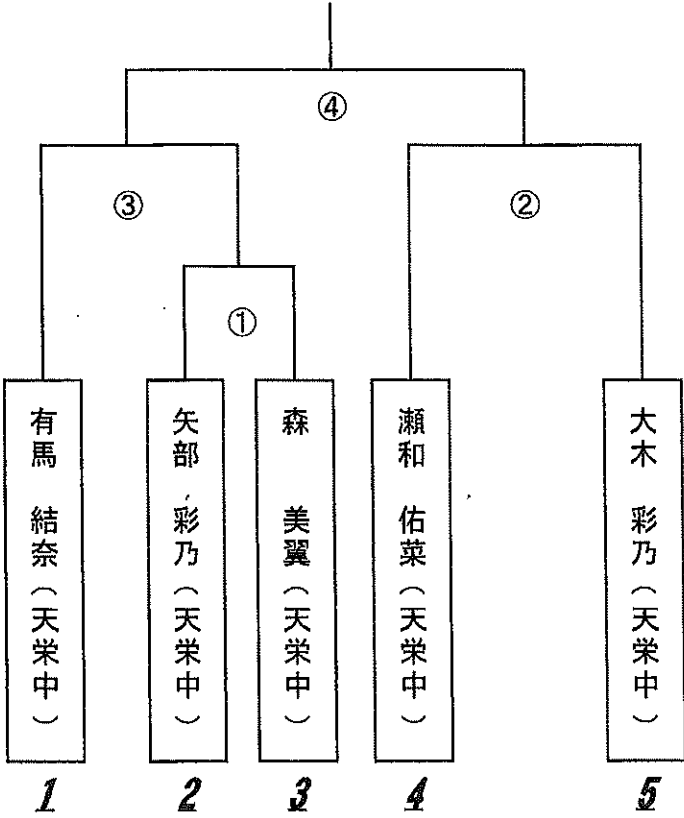 ④
③
②
①
有馬 結奈(天栄中)
矢部 彩乃(天栄中)
森 美翼(天栄中)
瀬和 佑菜(天栄中)
大木 彩乃(天栄中)
1
2
3
4
5